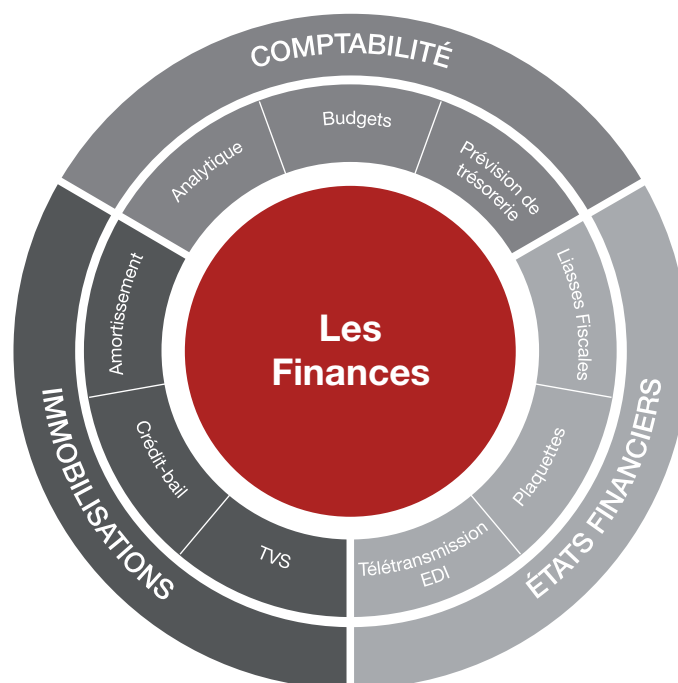 COMPTABILITÉ
Analytique
Budgets
Prévision de
trésorerie
Les
Finances
Liasses Fiscales
Plaquettes
Télétransmission
EDI
ÉTATS FINANCIERS
Amortissement
Crédit-bail
TVS
IMMOBILISATIONS